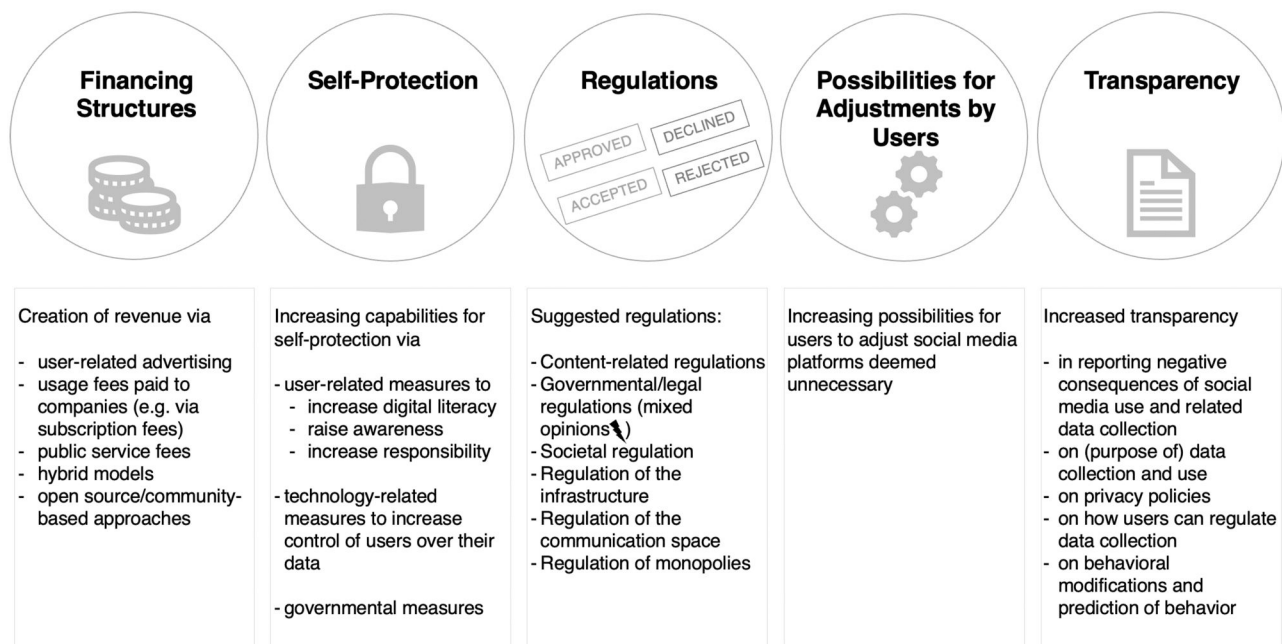 Financing
Structures
Self-Protection
Regulations
APPROVED
DECLINED
ACCEPTED
REJECTED
Possibilities for
Adjustments by
Users
Transparency
Creation of revenue via
- user-related advertising
- usage fees paid to
companies (e.g. via
subscription fees)
- public service fees
- hybrid models
- open source/community-
based approaches
Increasing capabilities for
self-protection via
- user-related measures to
- increase digital literacy
- raise awareness
- increase responsibility
- technology-related
measures to increase
control of users over their
data
- governmental measures
Suggested regulations:
- Content-related regulations
- Governmental/legal
regulations (mixed
opinions)
- Societal regulation
- Regulation of the
infrastructure
- Regulation of the
communication space
- Regulation of monopolies
Increasing possibilities for
users to adjust social media
platforms deemed
unnecessary
Increased transparency
- in reporting negative
consequences of social
media use and related
data collection
- on (purpose of) data
collection and use
- on privacy policies
- on how users can regulate
data collection
- on behavioral
modifications and
prediction of behavior